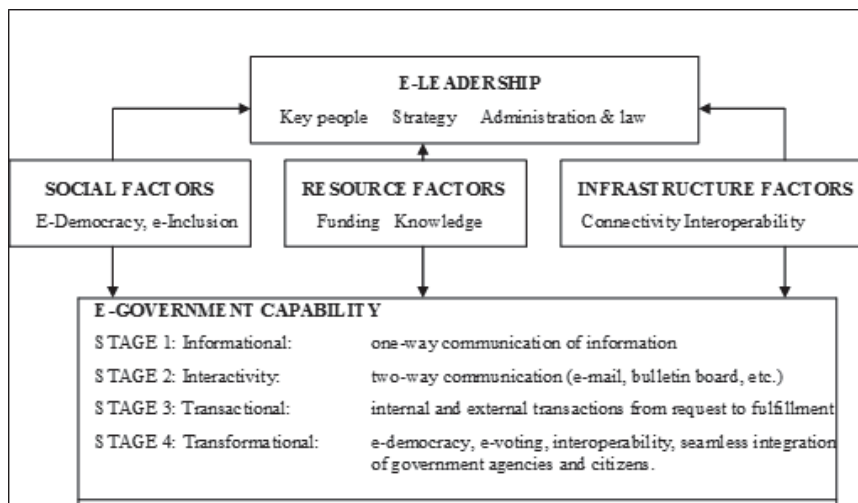 E-LEADERSHIP
Key people Strategy Administration & law
SOCIAL FACTORS
E-Democracy, e-Inclusion
RESOURCE FACTORS
Funding Knowledge
INFRASTRUCTURE FACTORS
Connectivity Interoperability
E-GOVERNMENT CAPABILITY
STAGE 1: Informational: one-way communication of information
STAGE 2: Interactivity: two-way communication (e-mail, bulletin board, etc.)
STAGE 3: Transactional: internal and external transactions from request to fulfillment
STAGE 4: Transformational: e-democracy, e-voting, interoperability, seamless integration
of government agencies and citizens.